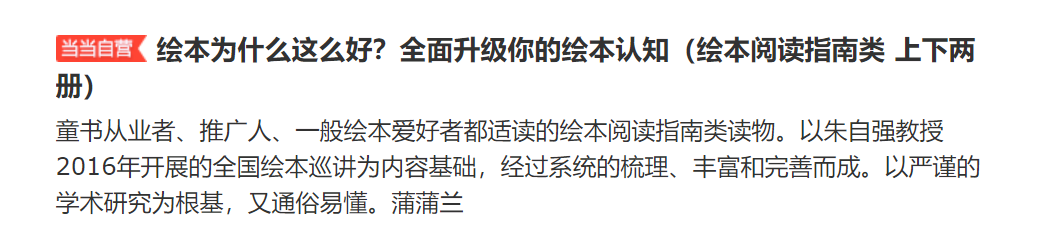 当当自营 绘本为什么这么好？全面升级你的绘本认知（绘本阅读指南类 上下两
册）
童书从业者、推广人、一般绘本爱好者都适读的绘本阅读指南类读物。以朱自强教授
2016年开展的全国绘本巡讲为内容基础，经过系统的梳理、丰富和完善而成。以严谨的
学术研究为根基，又通俗易懂。蒲蒲兰